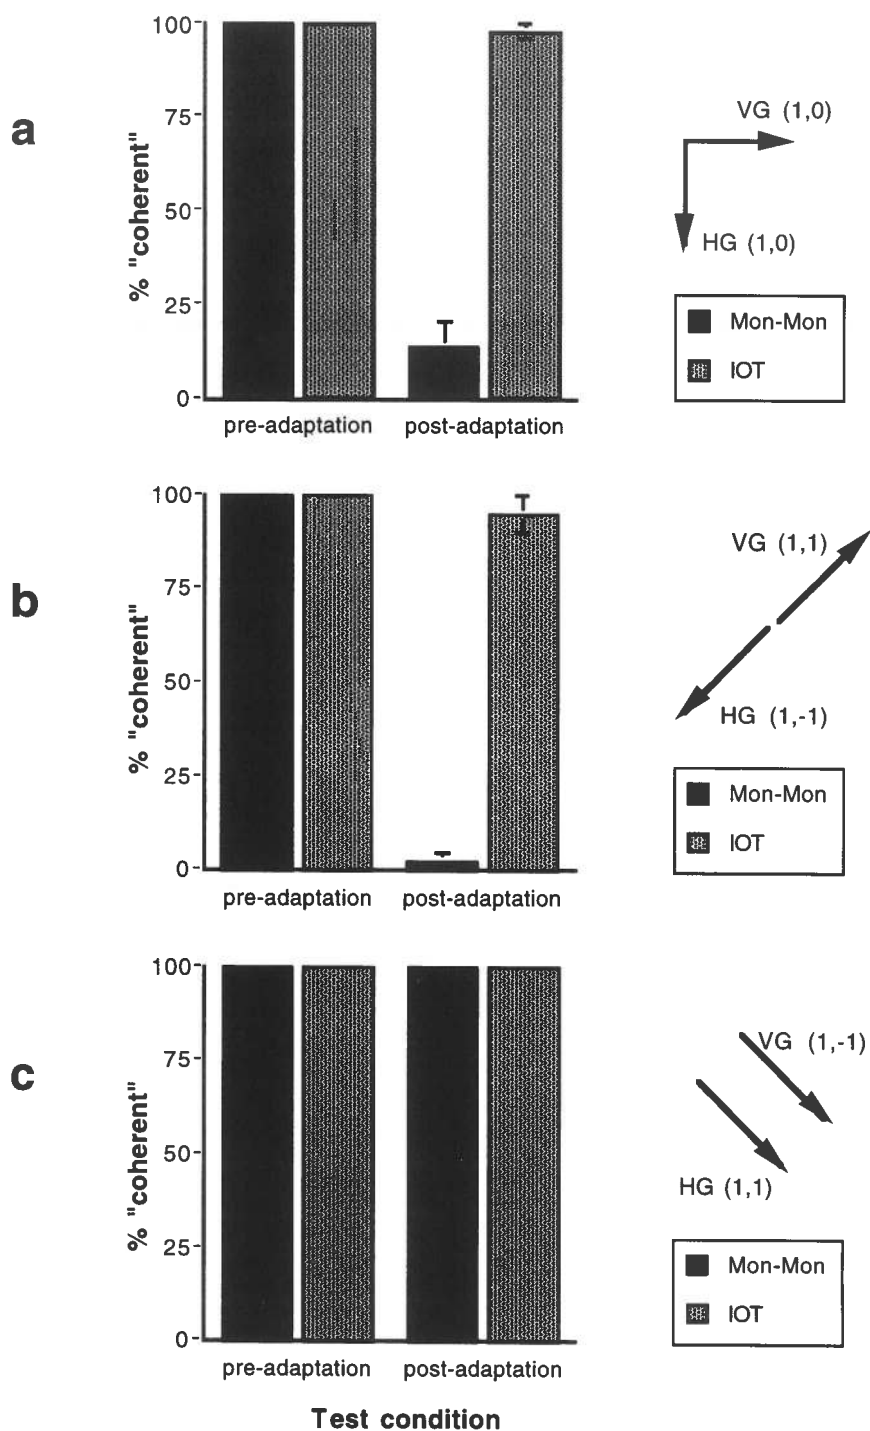 a
% "coherent"
100
75
50
25
0
pre-adaptation post-adaptation
VG (1,0)
HG (1,0)
Mon-Mon
IOT
b
% "coherent"
100
75
50
25
0
pre-adaptation post-adaptation
VG (1,1)
HG (1,-1)
Mon-Mon
IOT
c
% "coherent"
100
75
50
25
0
pre-adaptation post-adaptation
VG (1,-1)
HG (1,1)
Mon-Mon
IOT
Test condition